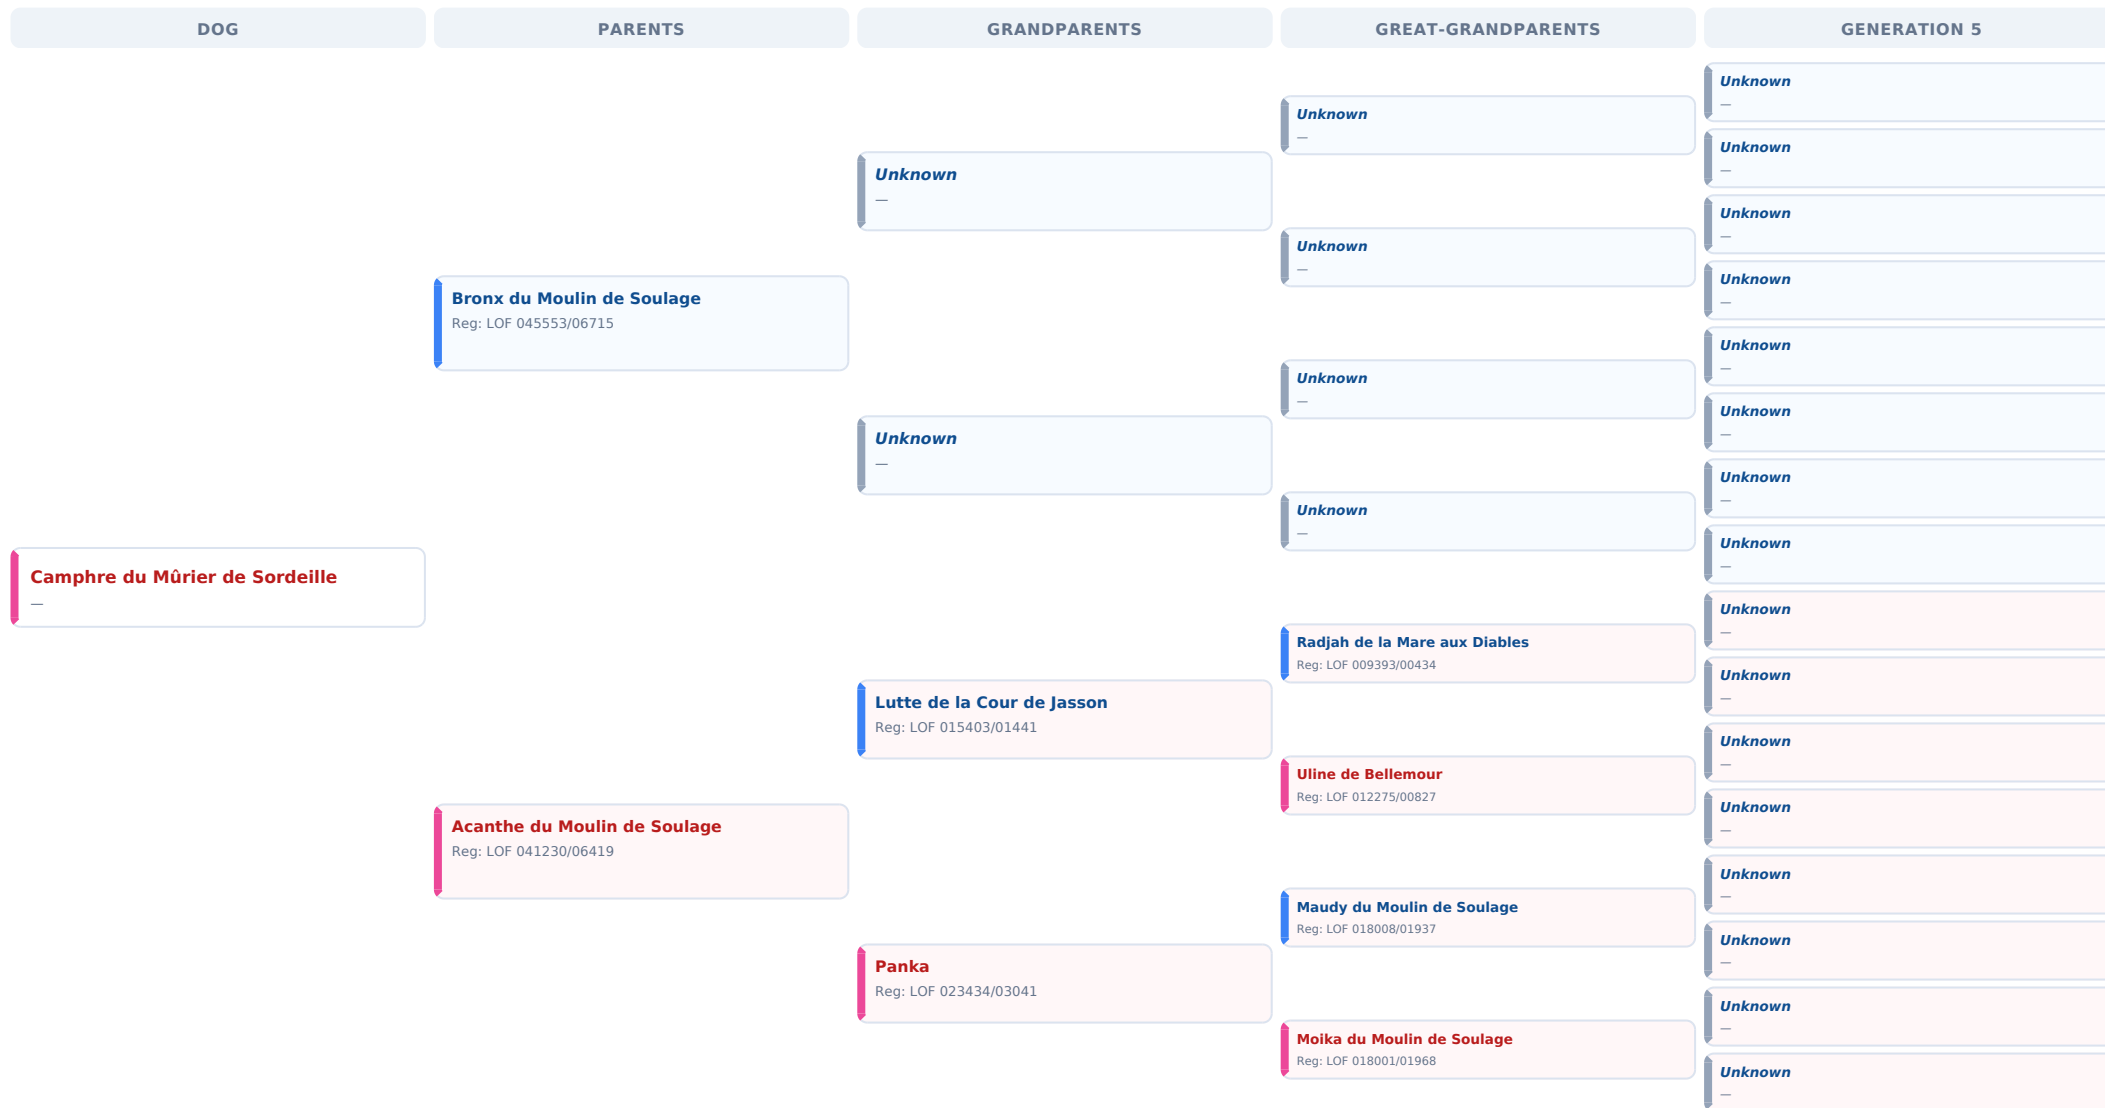 DOG
PARENTS
GRANDPARENTS
GREAT-GRANDPARENTS
GENERATION 5
Camphre du Mûrier de Sordeille
—
Bronx du Moulin de Soulage
Reg: LOF 045553/06715
Acanthe du Moulin de Soulage
Reg: LOF 041230/06419
Unknown
—
Unknown
—
Lutte de la Cour de Jasson
Reg: LOF 015403/01441
Panka
Reg: LOF 023434/03041
Unknown
—
Unknown
—
Unknown
—
Unknown
—
Radjah de la Mare aux Diables
Reg: LOF 009393/00434
Uline de Bellemour
Reg: LOF 012275/00827
Maudy du Moulin de Soulage
Reg: LOF 018008/01937
Moika du Moulin de Soulage
Reg: LOF 018001/01968
Unknown
—
Unknown
—
Unknown
—
Unknown
—
Unknown
—
Unknown
—
Unknown
—
Unknown
—
Unknown
—
Unknown
—
Unknown
—
Unknown
—
Unknown
—
Unknown
—
Unknown
—
Unknown
—